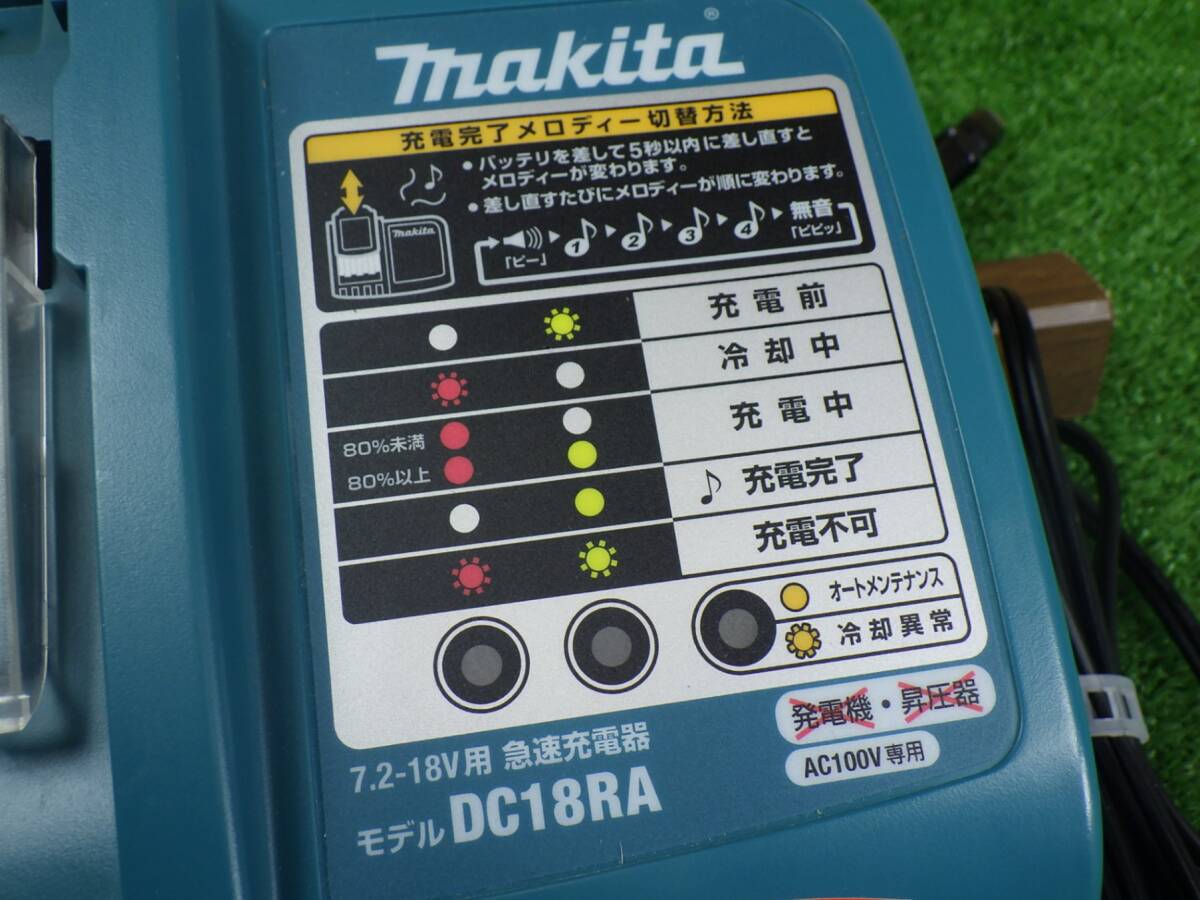 makita®
充電完了メロディー切替方法
• バッテリを差して5秒以内に差し直すと
メロディーが変わります。
• 差し直すたびにメロディーが順に変わります。
makita
「ピー」 1 2 3 4 無音「ピピッ」
充電前
冷却中
充電中
80%未満
80%以上
充電完了
充電不可
オートメンテナンス
冷却異常
発電機・昇圧器
AC100V専用
7.2-18V用 急速充電器
モデル DC18RA